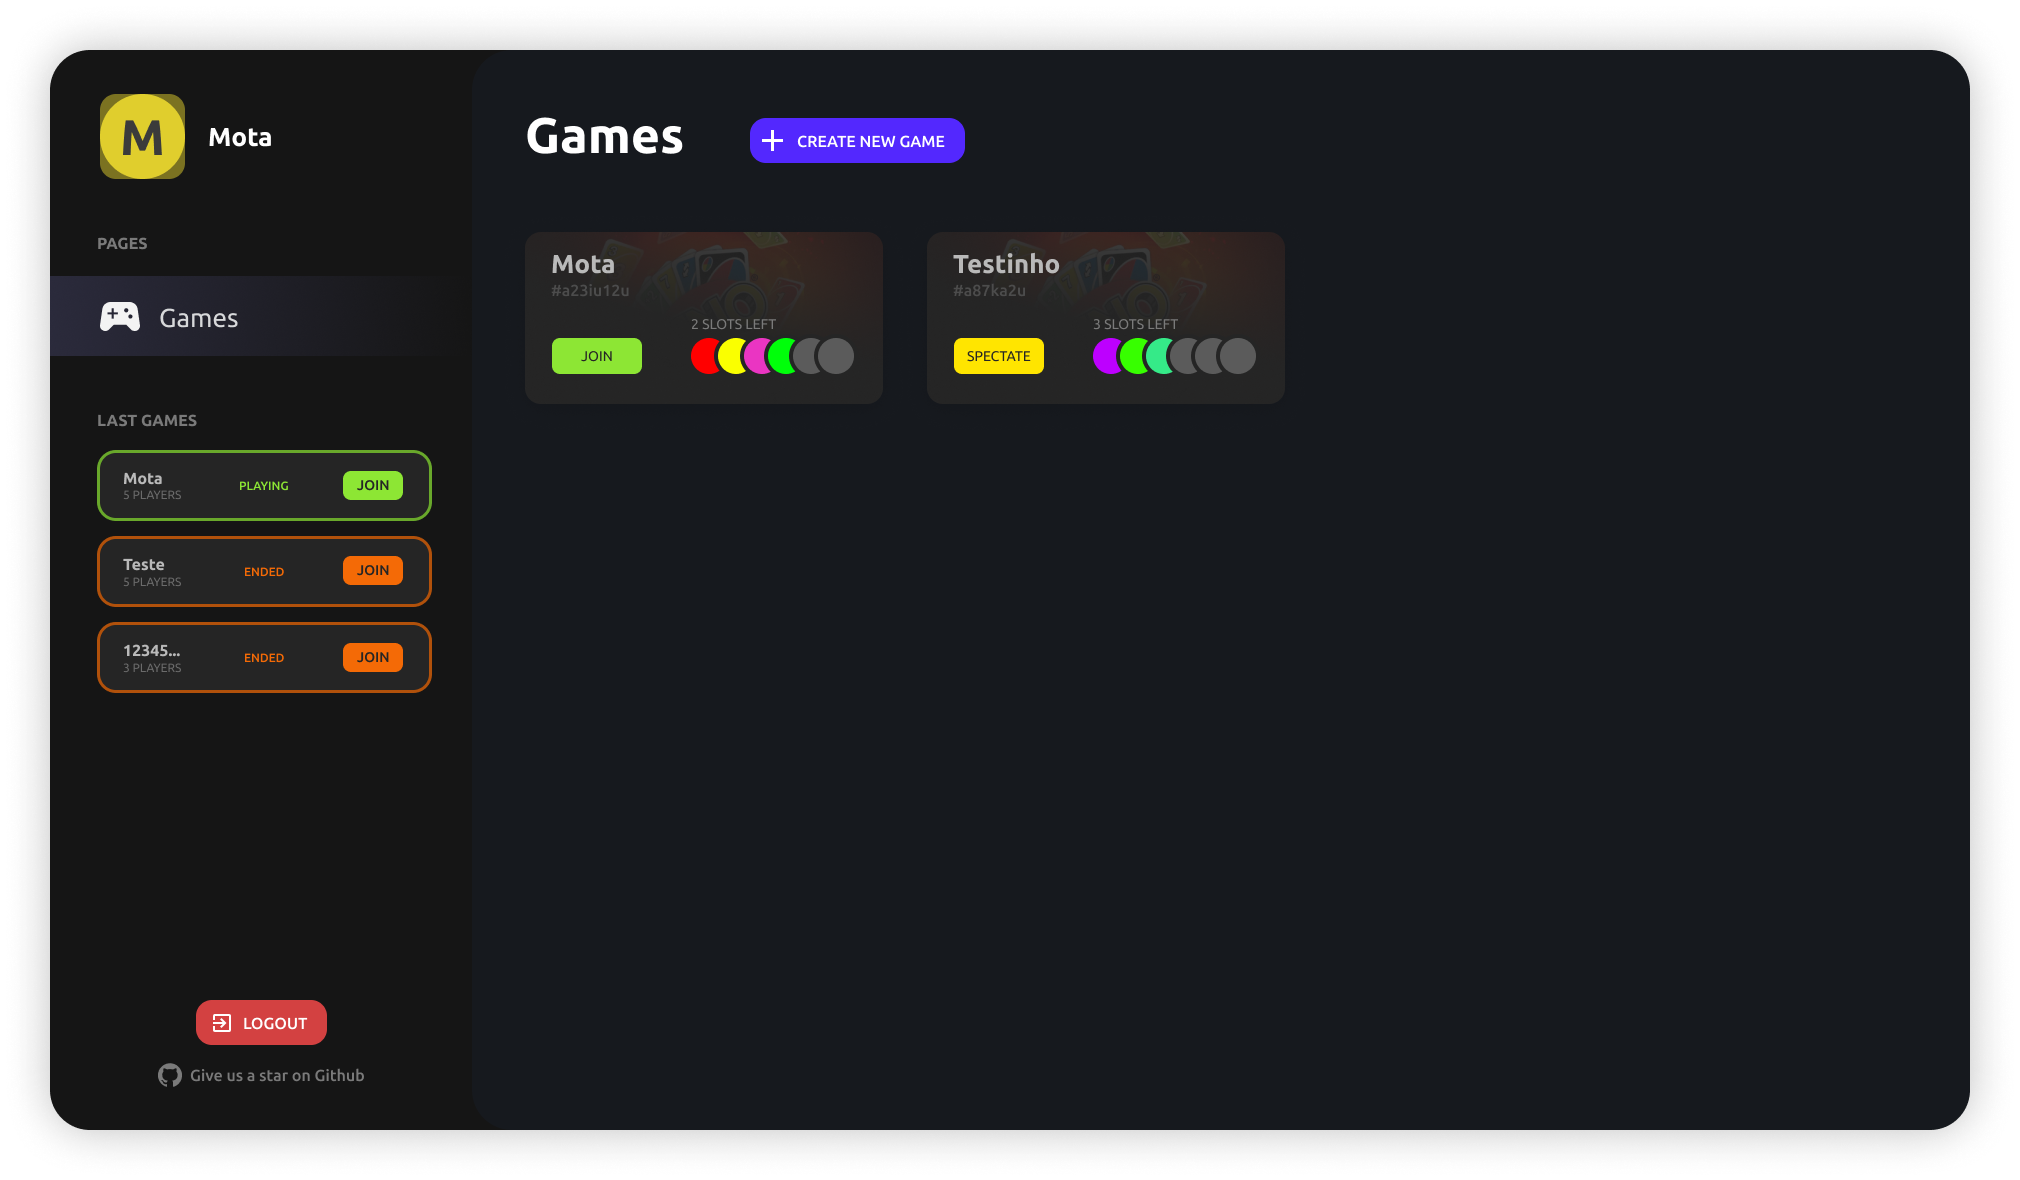 M
Mota
PAGES
Games
LAST GAMES
Mota
5 PLAYERS
PLAYING
JOIN
Teste
5 PLAYERS
ENDED
JOIN
12345...
3 PLAYERS
ENDED
JOIN
LOGOUT
Give us a star on Github
Games
CREATE NEW GAME
Mota
#a23iu12u
2 SLOTS LEFT
JOIN
Testinho
#a87ka2u
3 SLOTS LEFT
SPECTATE